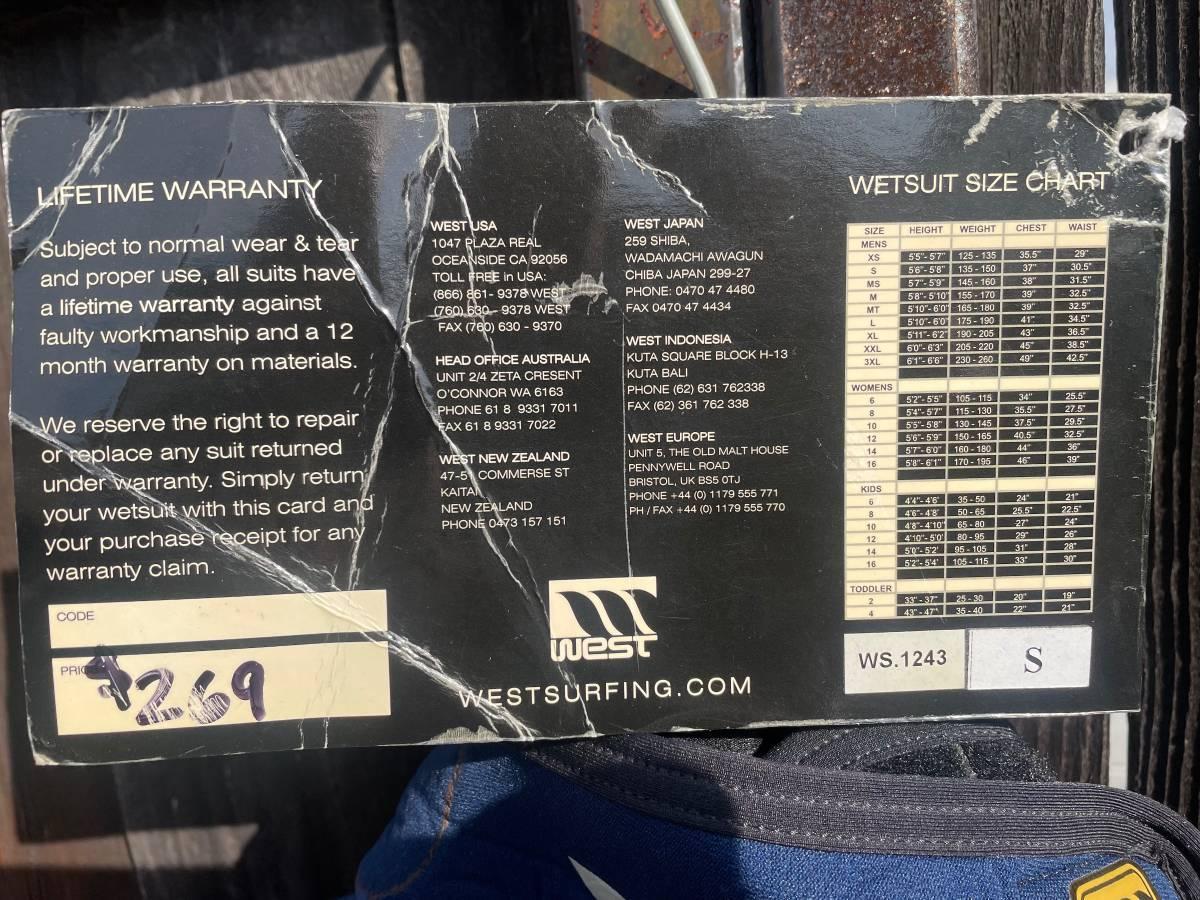 LIFETIME WARRANTY
Subject to normal wear & tear
and proper use, all suits have
a lifetime warranty against
faulty workmanship and a 12
month warranty on materials.
We reserve the right to repair
or replace any suit returned
under warranty. Simply return
your wetsuit with this card and
your purchase receipt for any
warranty claim.
CODE
PRICE
$269
WEST USA
1047 PLAZA REAL
OCEANSIDE CA 92056
TOLL FREE in USA:
(866) 861- 9378 WEST
(760) 630 - 9378 WEST
FAX (760) 630 - 9370
HEAD OFFICE AUSTRALIA
UNIT 2/4 ZETA CRESENT
O'CONNOR WA 6163
PHONE 61 8 9331 7011
FAX 61 8 9331 7022
WEST NEW ZEALAND
47-51 COMMERSE ST
KAITAI
NEW ZEALAND
PHONE 0473 157 151
WEST JAPAN
259 SHIBA,
WADAMACHI AWAGUN
CHIBA JAPAN 299-27
PHONE: 0470 47 4480
FAX 0470 47 4434
WEST INDONESIA
KUTA SQUARE BLOCK H-13
KUTA BALI
PHONE (62) 631 762338
FAX (62) 361 762 338
WEST EUROPE
UNIT 5, THE OLD MALT HOUSE
PENNYWELL ROAD
BRISTOL, UK BS5 OTJ
PHONE +44 (0) 1179 555 771
PH / FAX +44 (0) 1179 555 770
west
WESTSURFING.COM
WETSUIT SIZE CHART
SIZE HEIGHT WEIGHT CHEST WAIST
MENS
XS 5'5"- 5'7" 125 - 135 35.5" 29"
S 5'6"- 5'8" 135 - 150 37" 30.5"
MS 5'7"- 5'9" 145 - 160 38" 31.5"
M 5'8"- 5'10" 155 - 170 39" 32.5"
MT 5'10"- 6'0" 165 - 180 39" 32.5"
L 5'10"- 6'0" 175 - 190 41" 34.5"
XL 5'11"- 6'2" 190 - 205 43" 36.5"
XXL 6'0"- 6'3" 205 - 220 45" 38.5"
3XL 6'1"- 6'6" 230 - 260 49" 42.5"
WOMENS
6 5'2"- 5'5" 105 - 115 34" 25.5"
8 5'4"- 5'7" 115 - 130 35.5" 27.5"
10 5'5"- 5'8" 130 - 145 37.5" 29.5"
12 5'6"- 5'9" 150 - 165 40.5" 32.5"
14 5'7"- 6'0" 160 - 180 44" 36"
16 5'8"- 6'1" 170 - 195 46" 39"
KIDS
6 4'4"- 4'6" 35 - 50 24" 21"
8 4'6"- 4'8" 50 - 65 25.5" 22.5"
10 4'8"- 4'10" 65 - 80 27" 24"
12 4'10"- 5'0" 80 - 95 29" 26"
14 5'0"- 5'2" 95 - 105 31" 28"
16 5'2"- 5'4" 105 - 115 33" 30"
TODDLER
2 33"- 37" 25 - 30 20" 19"
4 43"- 47" 35 - 40 22" 21"
WS.1243 S